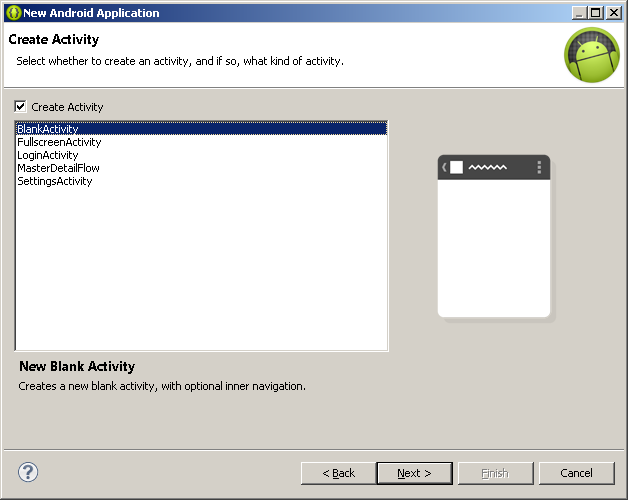 New Android Application
Create Activity
Select whether to create an activity, and if so, what kind of activity.
Create Activity
BlankActivity
FullscreenActivity
LoginActivity
MasterDetailFlow
SettingsActivity
New Blank Activity
Creates a new blank activity, with optional inner navigation.
?
< Back
Next >
Finish
Cancel